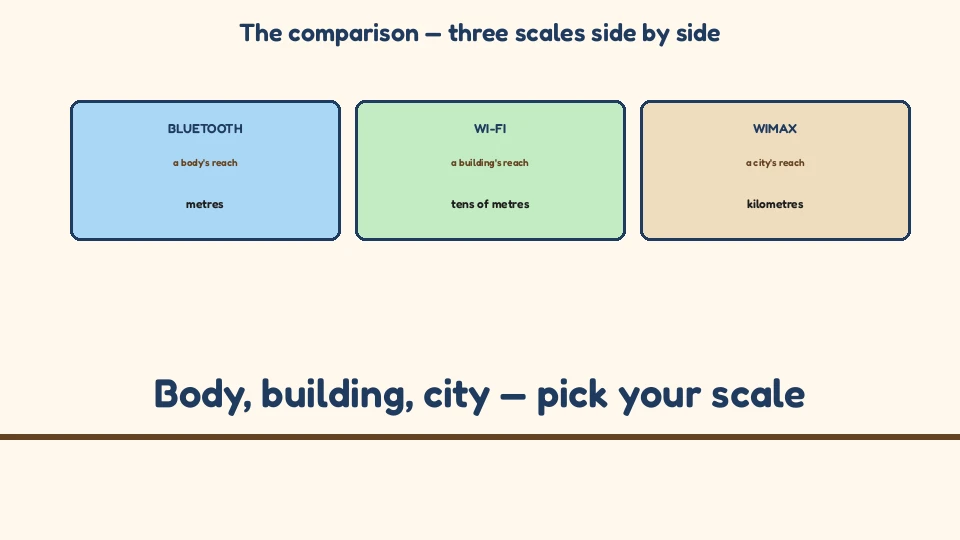 The comparison — three scales side by side
BLUETOOTH
a body's reach
metres
WI-FI
a building's reach
tens of metres
WIMAX
a city's reach
kilometres
Body, building, city — pick your scale